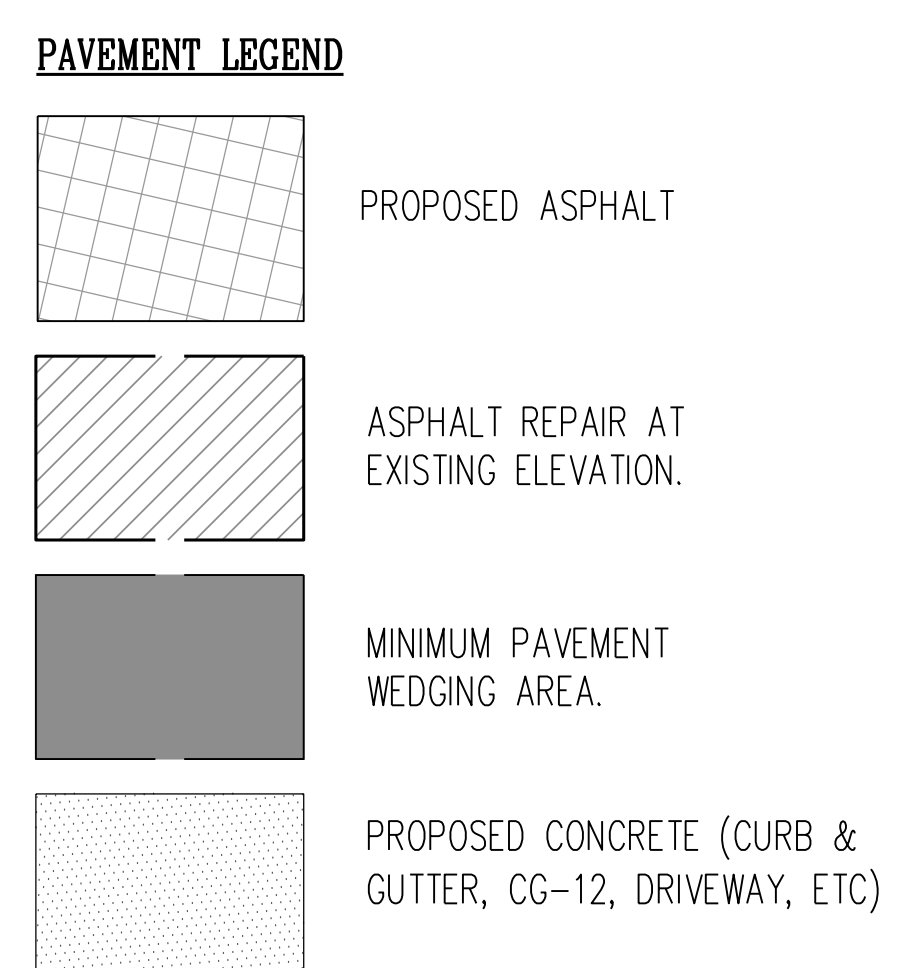 PAVEMENT LEGEND
PROPOSED ASPHALT
ASPHALT REPAIR AT
EXISTING ELEVATION.
MINIMUM PAVEMENT
WEDGING AREA.
PROPOSED CONCRETE (CURB &
GUTTER, CG-12, DRIVEWAY, ETC)